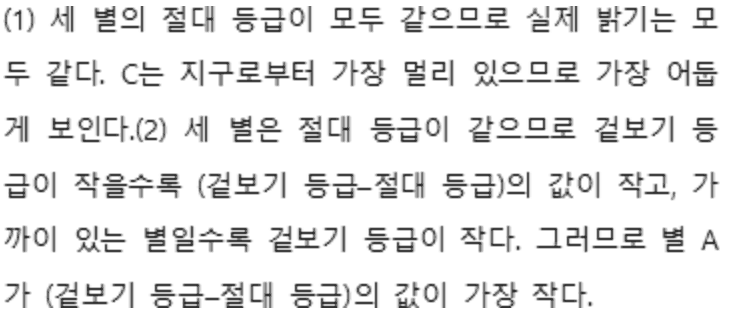 (1) 세 별의 절대 등급이 모두 같으므로 실제 밝기는 모
두 같다. C는 지구로부터 가장 멀리 있으므로 가장 어둡
게 보인다.(2) 세 별은 절대 등급이 같으므로 겉보기 등
급이 작을수록 (겉보기 등급–절대 등급)의 값이 작고, 가
까이 있는 별일수록 겉보기 등급이 작다. 그러므로 별 A
가 (겉보기 등급–절대 등급)의 값이 가장 작다.